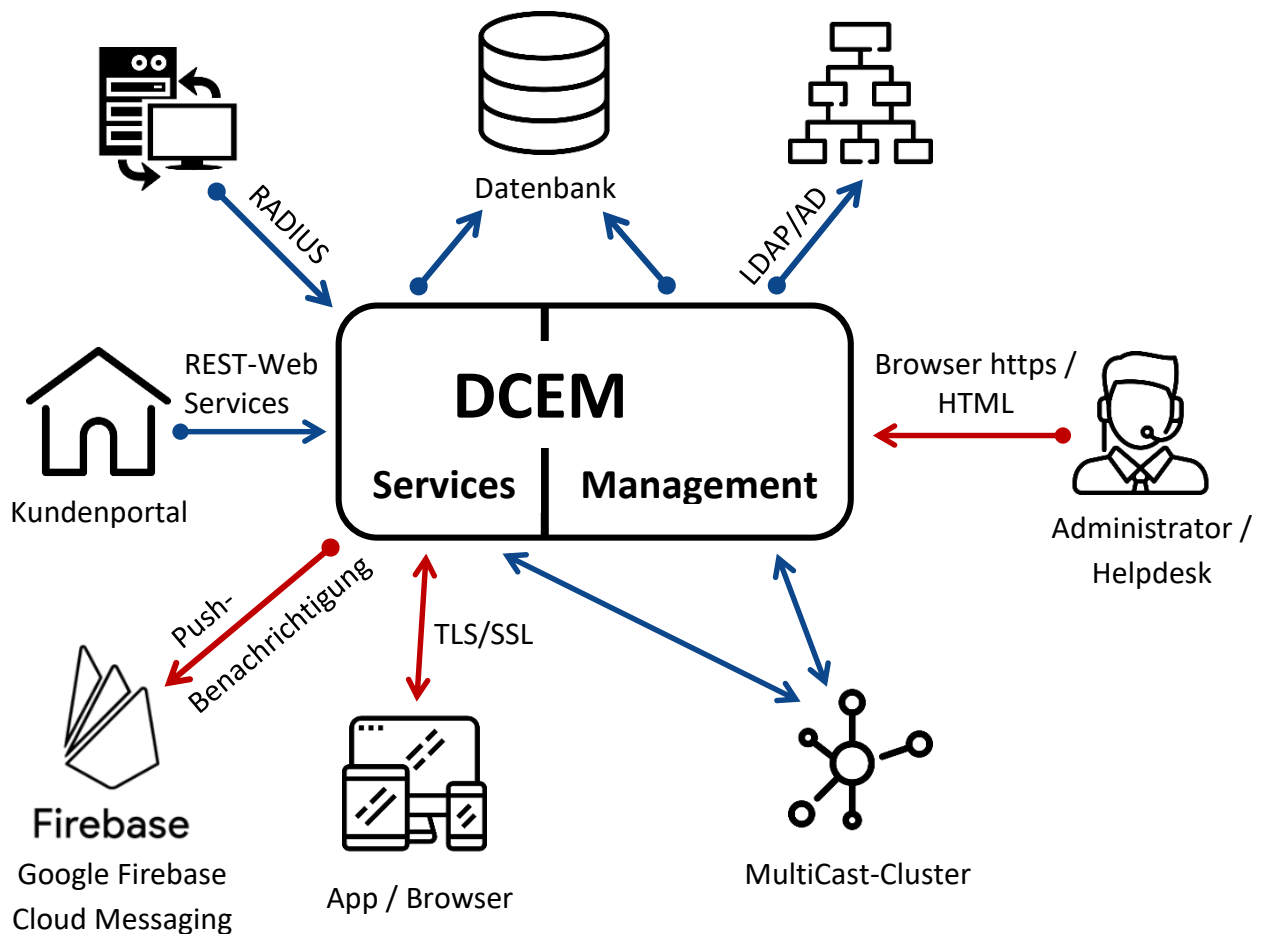 Datenbank
RADIUS
LDAP/AD
REST-Web
Services
DCEM
Services
Management
Browser https /
HTML
Kundenportal
Administrator /
Helpdesk
Push-
Benachrichtigung
TLS/SSL
Firebase
Google Firebase
Cloud Messaging
App / Browser
MultiCast-Cluster